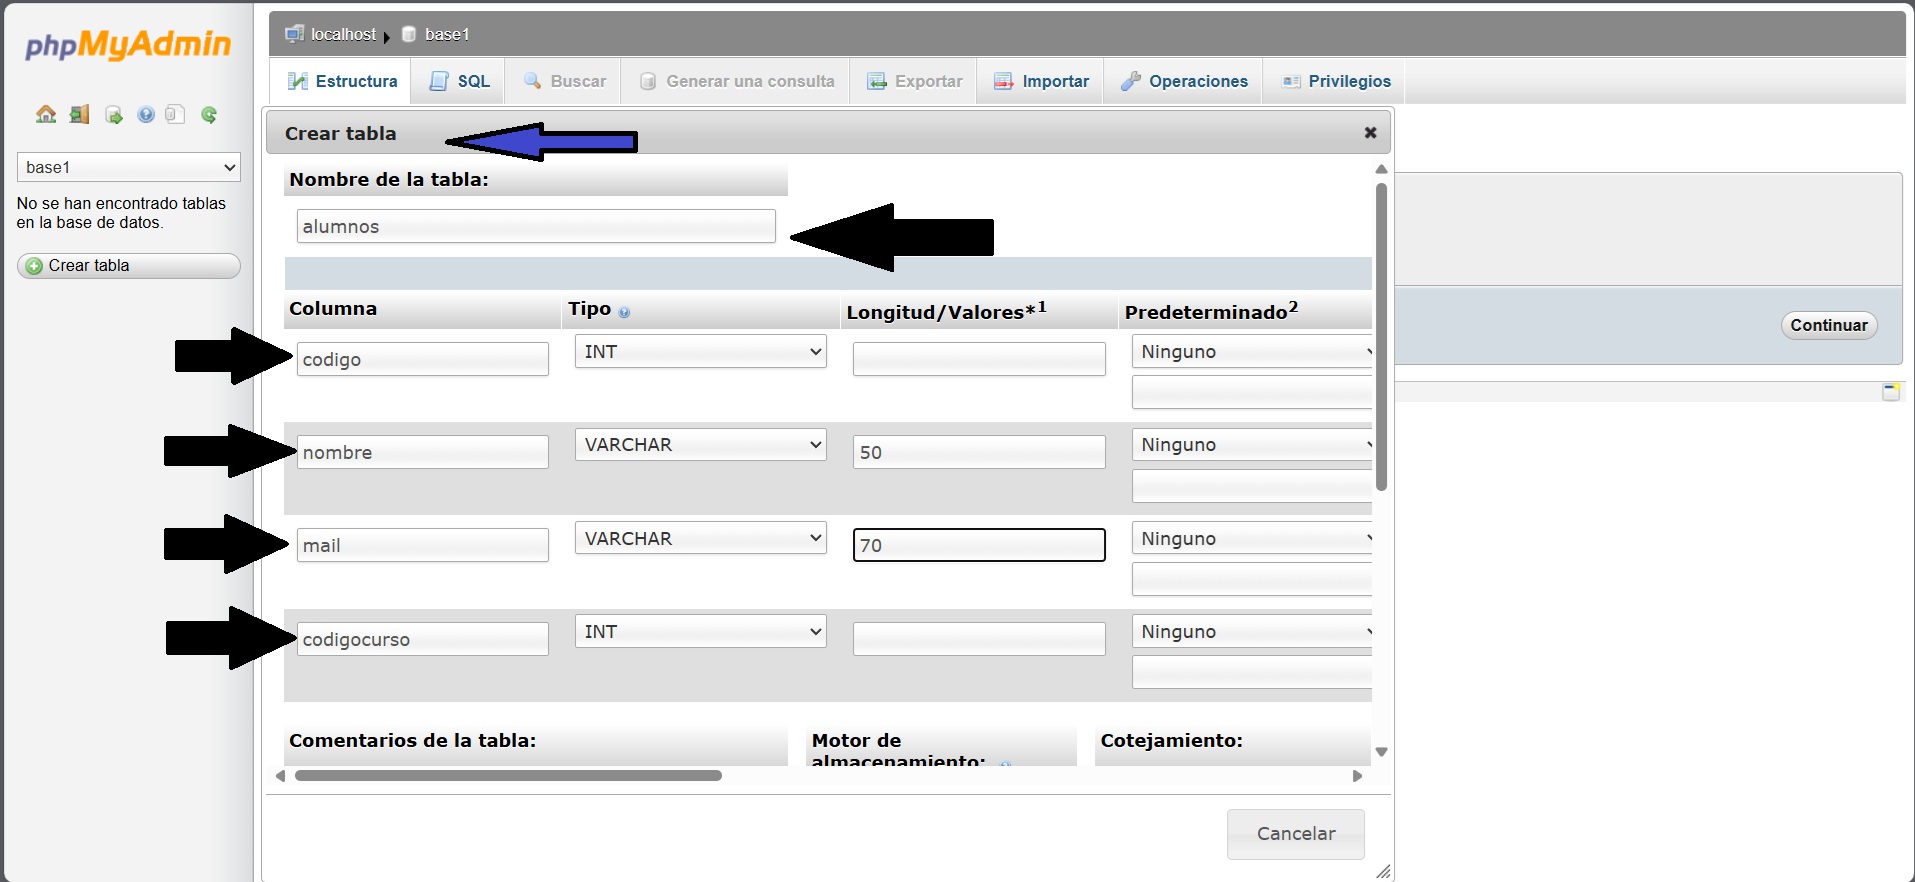 phpMyAdmin
base1
No se han encontrado tablas
en la base de datos.
Crear tabla
localhost base1
Estructura SQL Buscar Generar una consulta Exportar Importar Operaciones Privilegios
Crear tabla
Nombre de la tabla:
alumnos
Columna Tipo Longitud/Valores*1 Predeterminado2
codigo INT Ninguno
nombre VARCHAR 50 Ninguno
mail VARCHAR 70 Ninguno
codigocurso INT Ninguno
Comentarios de la tabla: Motor de almacenamiento: Cotejamiento:
Cancelar
Continuar